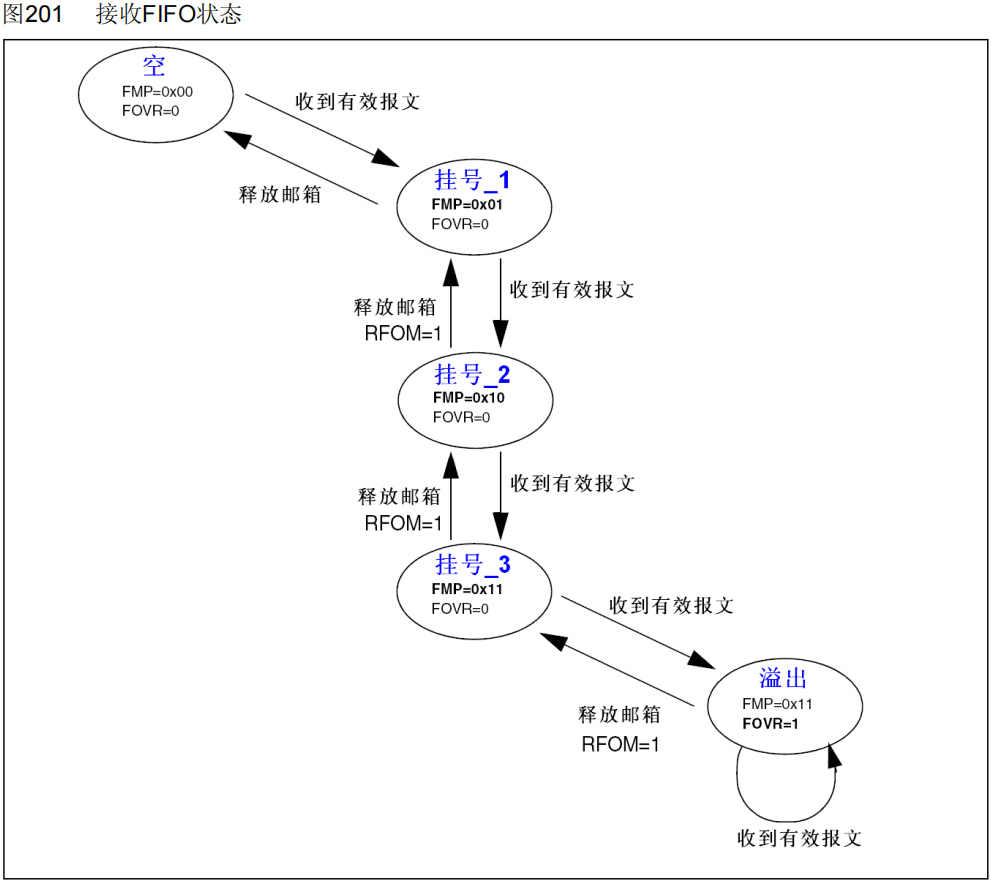 图201 接收FIFO状态
空
FMP=0x00
FOVR=0
收到有效报文
释放邮箱
挂号_1
FMP=0x01
FOVR=0
收到有效报文
释放邮箱
RFOM=1
挂号_2
FMP=0x10
FOVR=0
收到有效报文
释放邮箱
RFOM=1
挂号_3
FMP=0x11
FOVR=0
收到有效报文
溢出
FMP=0x11
FOVR=1
释放邮箱
RFOM=1
收到有效报文